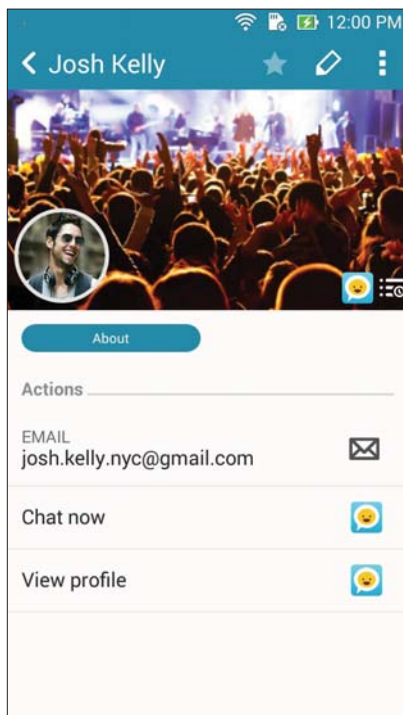 12:00 PM
Josh Kelly
About
Actions
EMAIL
josh.kelly.nyc@gmail.com
Chat now
View profile